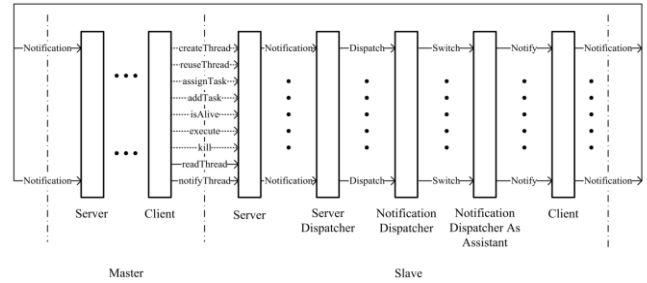 Notification
createThread
Notification
Dispatch
Switch
Notify
Notification
reuseThread
assignTask
addTask
isAlive
execute
kill
readThread
Notification
notifyThread
Notification
Dispatch
Switch
Notify
Notification
Server
Client
Server
Server
Dispatcher
Notification
Dispatcher
Notification
Dispatcher As
Assistant
Client
Master
Slave